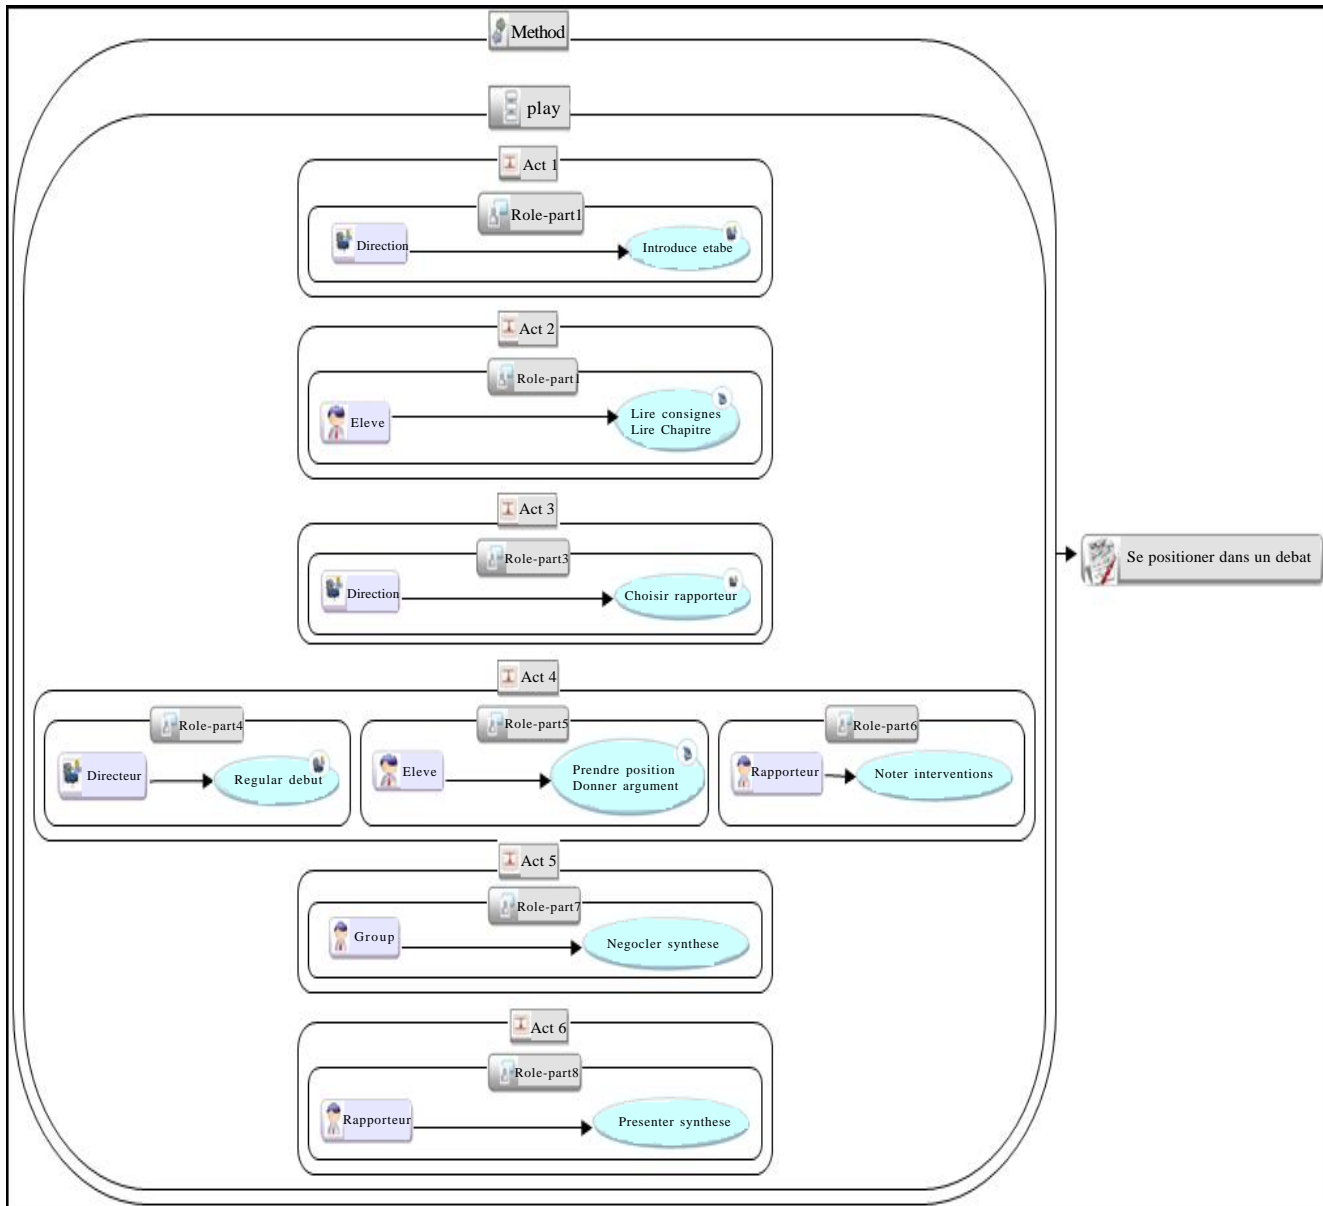 Method
play
Act 1
Role-part1
Direction
Introduce etabe
Act 2
Role-part1
Eleve
Lire consignes
Lire Chapitre
Act 3
Role-part3
Direction
Choisir rapporteur
Se positioner dans un debat
Act 4
Role-part4
Role-part5
Role-part6
Directeur
Regular debut
Eleve
Prendre position
Donner argument
Rapporteur
Noter interventions
Act 5
Role-part7
Group
Negocler synthese
Act 6
Role-part8
Rapporteur
Presenter synthese